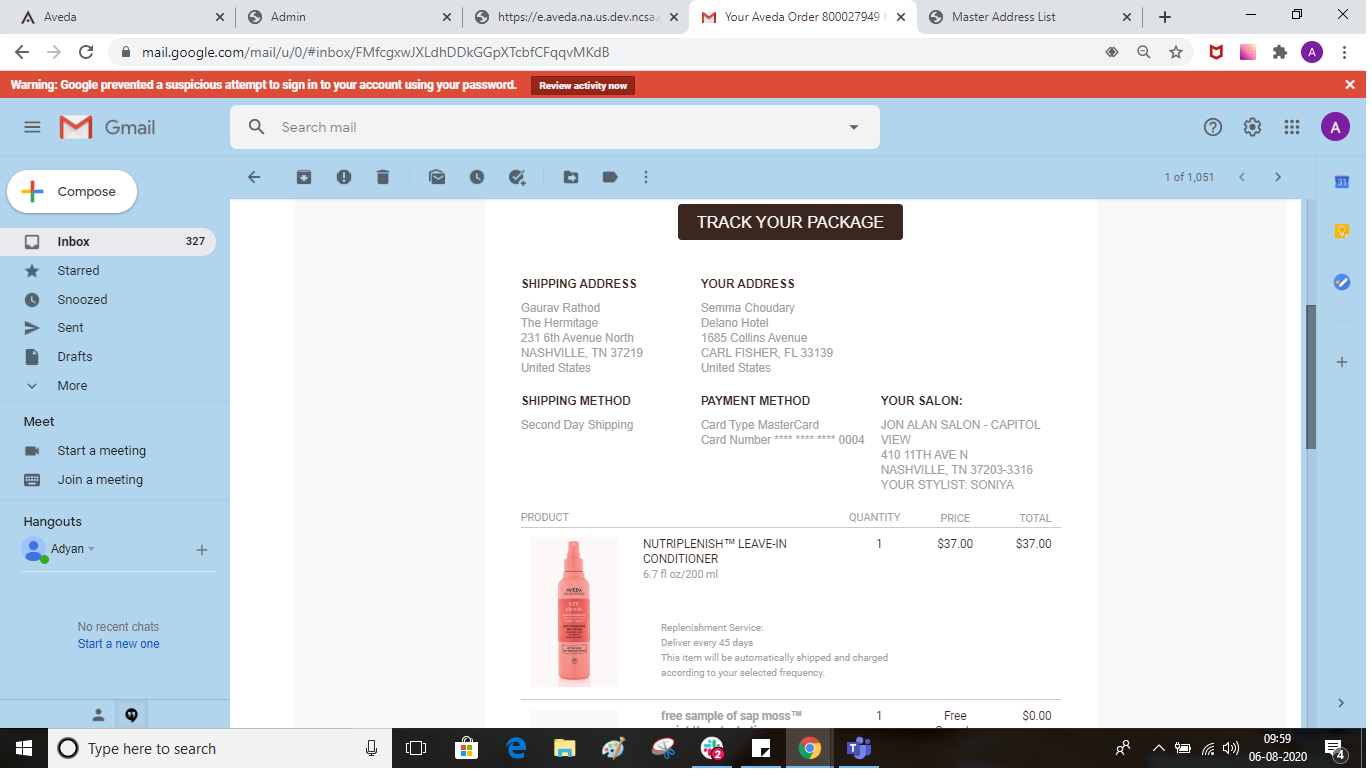 Aveda
Admin
https://e.aveda.na.us.dev.ncsa.
Your Aveda Order 800027949
Master Address List
mail.google.com/mail/u/0/#inbox/FMfcgxwJXLdhDDkGGpXTcbfCFqqvMKdB
A
Warning: Google prevented a suspicious attempt to sign in to your account using your password.
Review activity now
Gmail
Search mail
A
Compose
1 of 1,051
31
Inbox 327
Starred
Snoozed
Sent
Drafts
More
Meet
Start a meeting
Join a meeting
Hangouts
Adyan
No recent chats
Start a new one
TRACK YOUR PACKAGE
SHIPPING ADDRESS
Gaurav Rathod
The Hermitage
231 6th Avenue North
NASHVILLE, TN 37219
United States
YOUR ADDRESS
Semma Choudary
Delano Hotel
1685 Collins Avenue
CARL FISHER, FL 33139
United States
SHIPPING METHOD
Second Day Shipping
PAYMENT METHOD
Card Type MasterCard
Card Number **** **** **** 0004
YOUR SALON:
JON ALAN SALON - CAPITOL
VIEW
410 11TH AVE N
NASHVILLE, TN 37203-3316
YOUR STYLIST: SONIYA
PRODUCT QUANTITY PRICE TOTAL
AVEDA
NUTRIPLENISH™ LEAVE-IN
CONDITIONER
6.7 fl oz/200 ml
1 $37.00 $37.00
Replenishment Service:
Deliver every 45 days
This item will be automatically shipped and charged
according to your selected frequency.
free sample of sap moss™
1 Free $0.00
Type here to search
2
09:59
06-08-2020
4